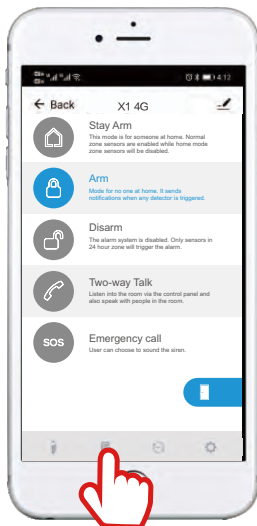 4:12
Back
X1 4G
Stay Arm
This mode is for someone at home. Normal
zone sensors are enabled while home mode
zone sensors will be disabled.
Arm
Mode for no one at home. It sends
notifications when any detector is triggered.
Disarm
The alarm system is disabled. Only sensors in
24 hour zone will trigger the alarm.
Two-way Talk
Listen into the room via the control panel and
also speak with people in the room.
SOS
Emergency call
User can choose to sound the siren.